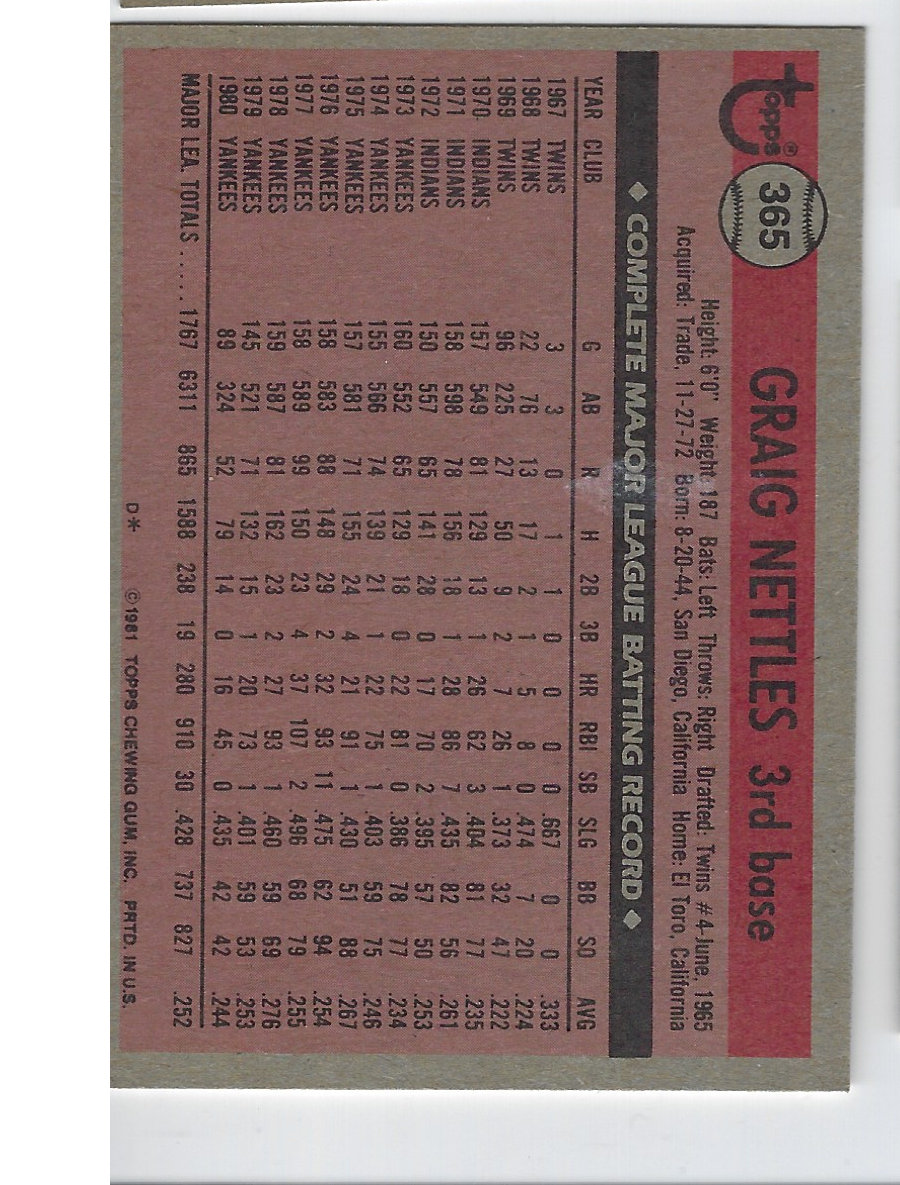 Topps™ 365 GRAIG NETTLES 3rd base
Height: 6'0" Weight: 187 Bats: Left Throws: Right Drafted: Twins #4-June, 1965
Acquired: Trade, 11-27-72 Born: 8-20-44, San Diego, California Home: El Toro, California
◆ COMPLETE MAJOR LEAGUE BATTING RECORD ◆
YEAR CLUB G AB R H 2B 3B HR RBI SB SLG BB SO AVG
1967 TWINS 3 3 0 1 1 0 0 0 0 .667 0 0 .333
1968 TWINS 22 76 13 17 2 1 5 8 0 .474 7 20 .224
1969 TWINS 96 225 27 50 9 2 7 26 1 .373 32 47 .222
1970 INDIANS 157 549 81 129 13 1 26 62 3 .404 81 77 .235
1971 INDIANS 158 598 78 156 18 1 28 86 7 .435 82 56 .261
1972 INDIANS 150 557 65 141 28 0 17 70 2 .395 57 50 .253
1973 YANKEES 160 552 65 129 18 0 22 81 0 .386 78 77 .234
1974 YANKEES 155 566 74 139 21 1 22 75 1 .403 59 75 .246
1975 YANKEES 157 581 71 155 24 4 21 91 1 .430 51 88 .267
1976 YANKEES 158 583 88 148 29 2 32 93 11 .475 62 94 .254
1977 YANKEES 158 589 99 150 23 4 37 107 2 .496 68 79 .255
1978 YANKEES 159 587 81 162 23 2 27 93 1 .460 59 69 .276
1979 YANKEES 145 521 71 132 15 1 20 73 1 .401 59 53 .253
1980 YANKEES 89 324 52 79 14 0 16 45 0 .435 42 42 .244
MAJOR LEA. TOTALS ..... 1767 6311 865 1588 238 19 280 910 30 .428 737 827 .252
D* © 1981 TOPPS CHEWING GUM, INC. PRTD. IN U.S.